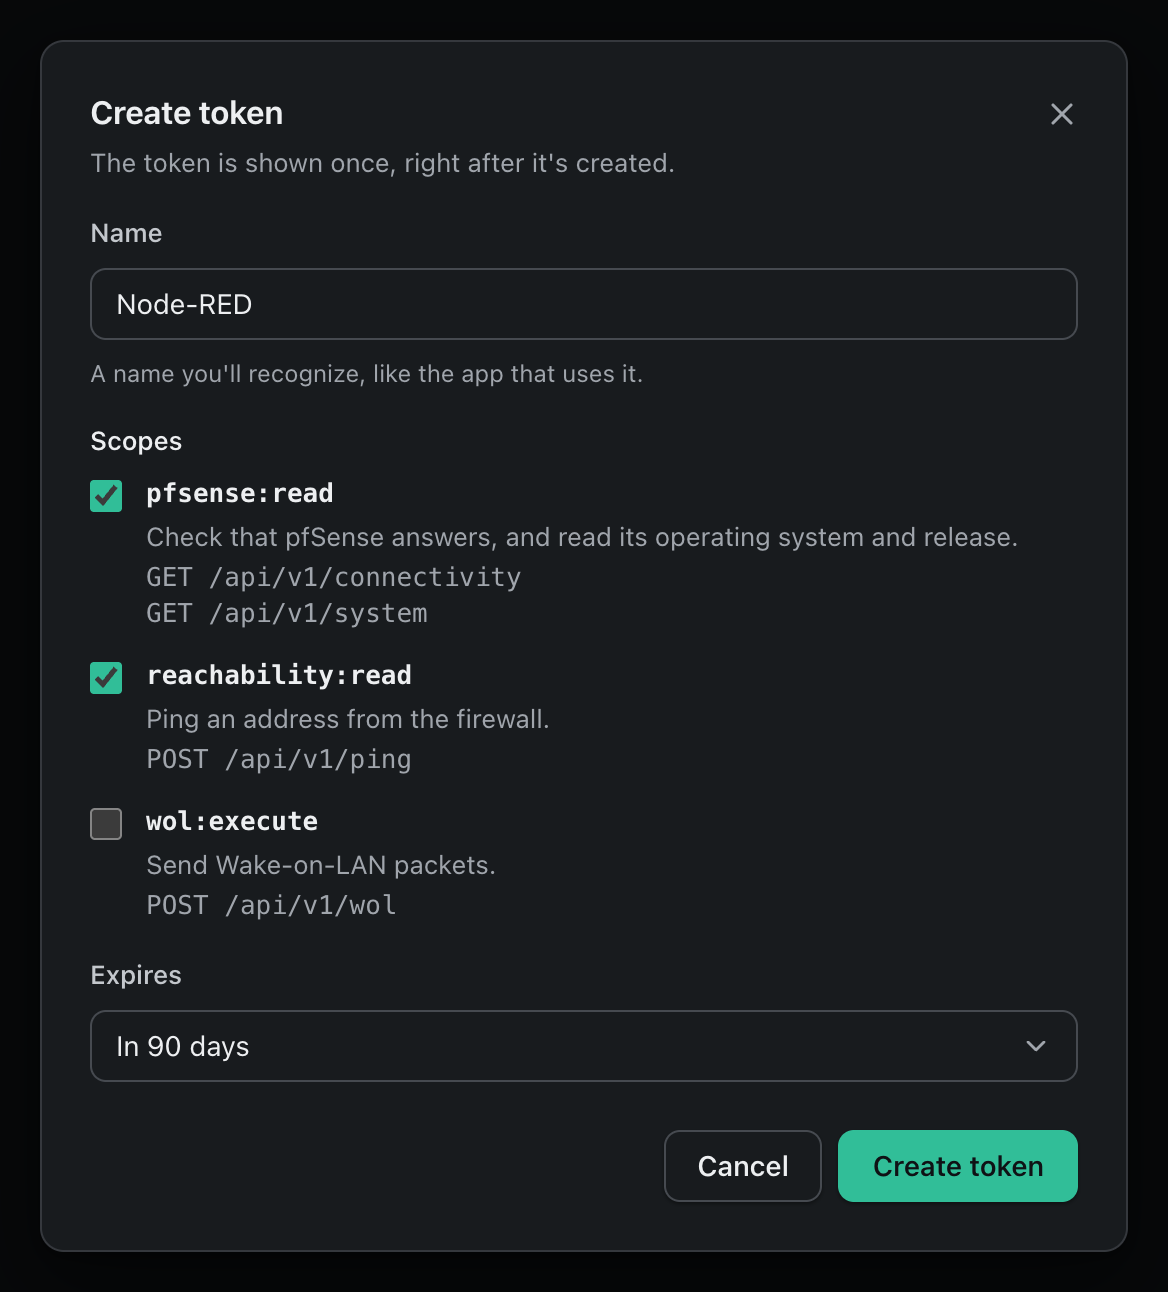 Create token
The token is shown once, right after it's created.
Name
Node-RED
A name you'll recognize, like the app that uses it.
Scopes
pfsense:read
Check that pfSense answers, and read its operating system and release.
GET /api/v1/connectivity
GET /api/v1/system
reachability:read
Ping an address from the firewall.
POST /api/v1/ping
wol:execute
Send Wake-on-LAN packets.
POST /api/v1/wol
Expires
In 90 days
Cancel
Create token